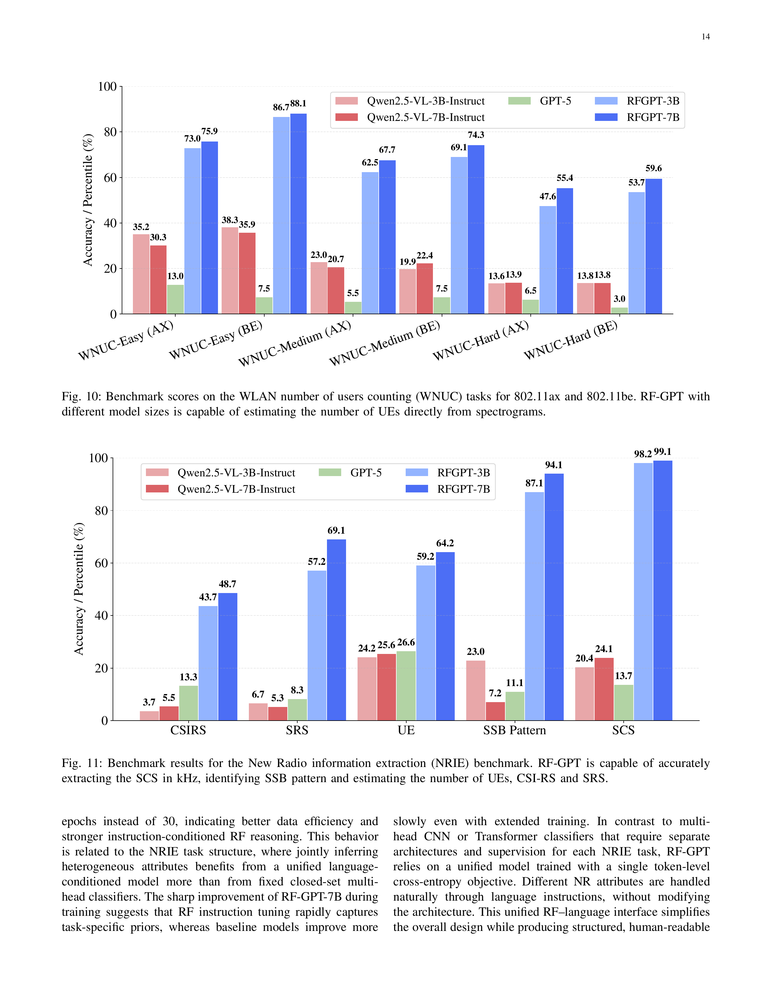 14
100
80
60
40
20
0
Accuracy / Percentile (%)
Qwen2.5-VL-3B-Instruct
Qwen2.5-VL-7B-Instruct
GPT-5
RFGPT-3B
RFGPT-7B
35.2 30.3 13.0 73.0 75.9
38.3 35.9 7.5 86.7 88.1
23.0 20.7 5.5 62.5 67.7
19.9 22.4 7.5 69.1 74.3
13.6 13.9 6.5 47.6 55.4
13.8 13.8 3.0 53.7 59.6
WNUC-Easy (AX)
WNUC-Easy (BE)
WNUC-Medium (AX)
WNUC-Medium (BE)
WNUC-Hard (AX)
WNUC-Hard (BE)
Fig. 10: Benchmark scores on the WLAN number of users counting (WNUC) tasks for 802.11ax and 802.11be. RF-GPT with
different model sizes is capable of estimating the number of UEs directly from spectrograms.
100
80
60
40
20
0
Accuracy / Percentile (%)
Qwen2.5-VL-3B-Instruct
Qwen2.5-VL-7B-Instruct
GPT-5
RFGPT-3B
RFGPT-7B
3.7 5.5 13.3 43.7 48.7
6.7 5.3 8.3 57.2 69.1
24.2 25.6 26.6 59.2 64.2
23.0 7.2 11.1 87.1 94.1
20.4 24.1 13.7 98.2 99.1
CSIRS
SRS
UE
SSB Pattern
SCS
Fig. 11: Benchmark results for the New Radio information extraction (NRIE) benchmark. RF-GPT is capable of accurately
extracting the SCS in kHz, identifying SSB pattern and estimating the number of UEs, CSI-RS and SRS.
epochs instead of 30, indicating better data efficiency and
stronger instruction-conditioned RF reasoning. This behavior
is related to the NRIE task structure, where jointly inferring
heterogeneous attributes benefits from a unified language-
conditioned model more than from fixed closed-set multi-
head classifiers. The sharp improvement of RF-GPT-7B during
training suggests that RF instruction tuning rapidly captures
task-specific priors, whereas baseline models improve more
slowly even with extended training. In contrast to multi-
head CNN or Transformer classifiers that require separate
architectures and supervision for each NRIE task, RF-GPT
relies on a unified model trained with a single token-level
cross-entropy objective. Different NR attributes are handled
naturally through language instructions, without modifying
the architecture. This unified RF–language interface simplifies
the overall design while producing structured, human-readable